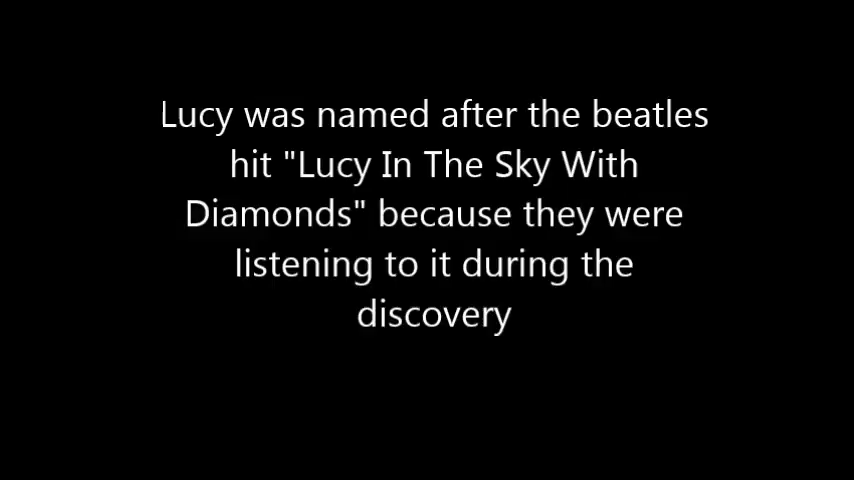 Lucy was named after the beatles
hit "Lucy In The Sky With
Diamonds" because they were
listening to it during the
discovery